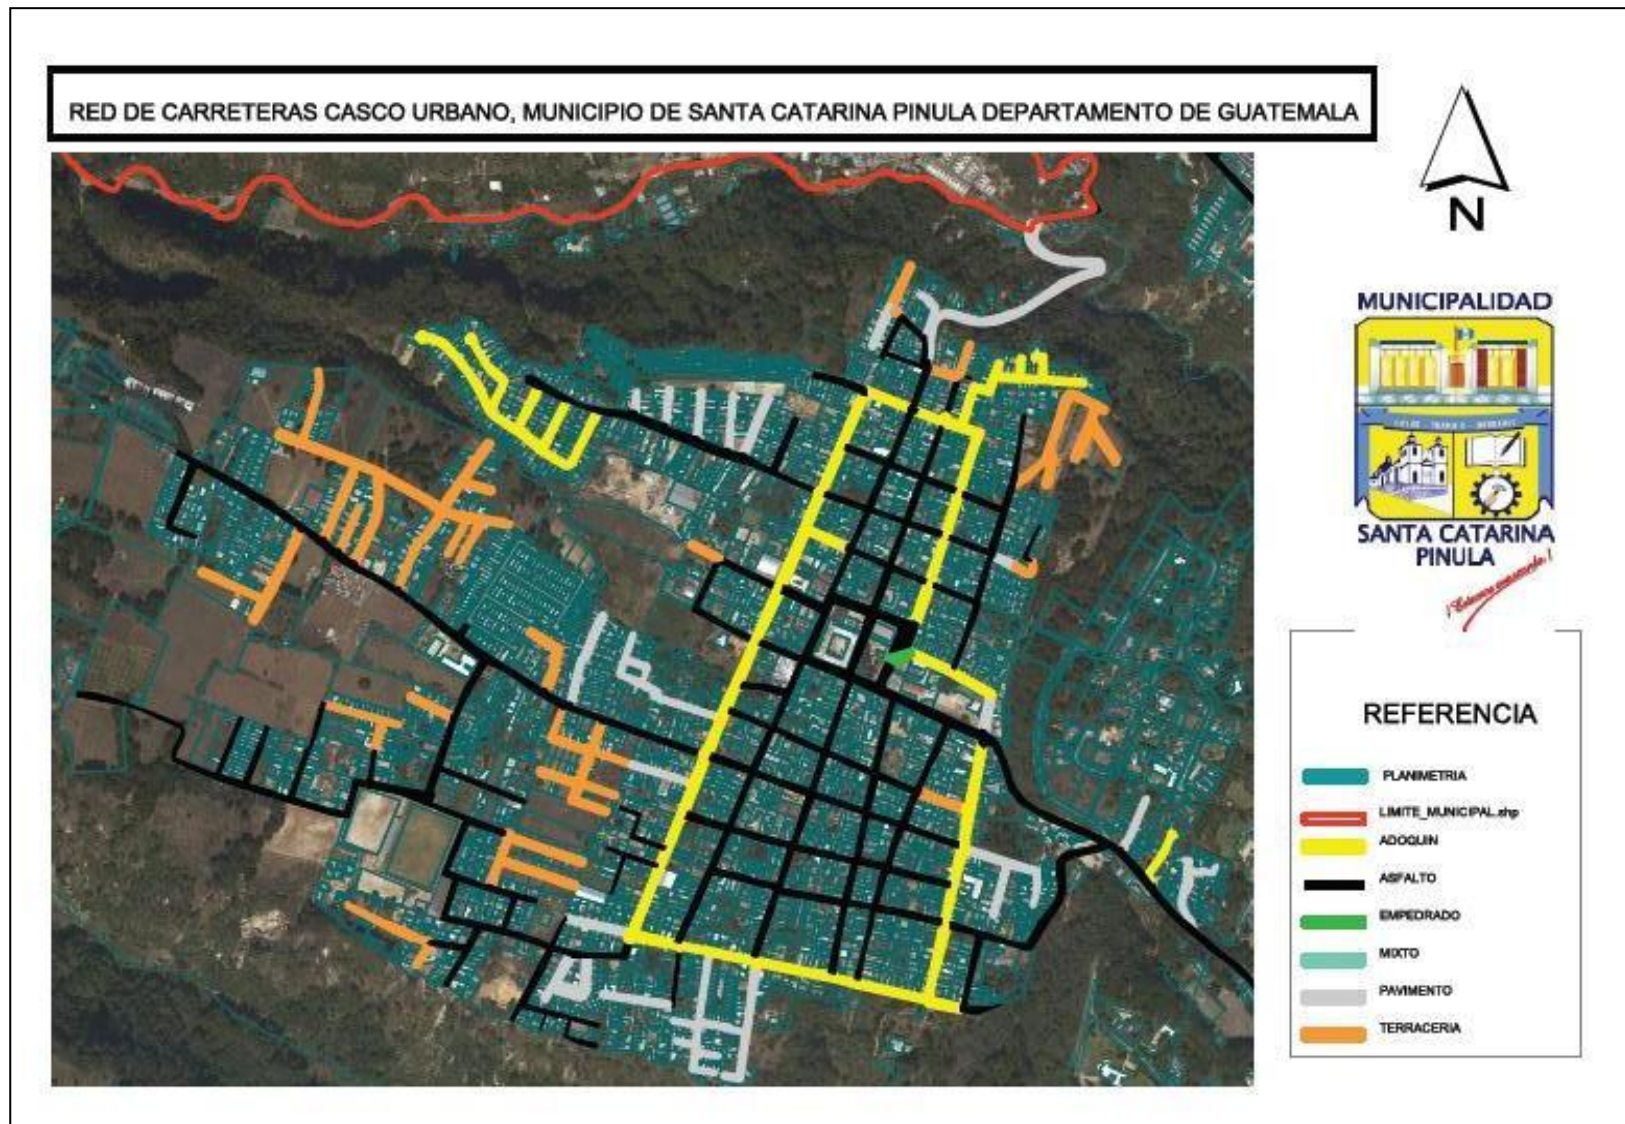 RED DE CARRETERAS CASCO URBANO, MUNICIPIO DE SANTA CATARINA PINULA DEPARTAMENTO DE GUATEMALA
N
MUNICIPALIDAD
SANTA CATARINA
PINULA
REFERENCIA
PLANIMETRIA
LIMITE_MUNICIPAL.shp
ADOQUIN
ASFALTO
EMPEDRADO
MIXTO
PAVIMENTO
TERRACERIA